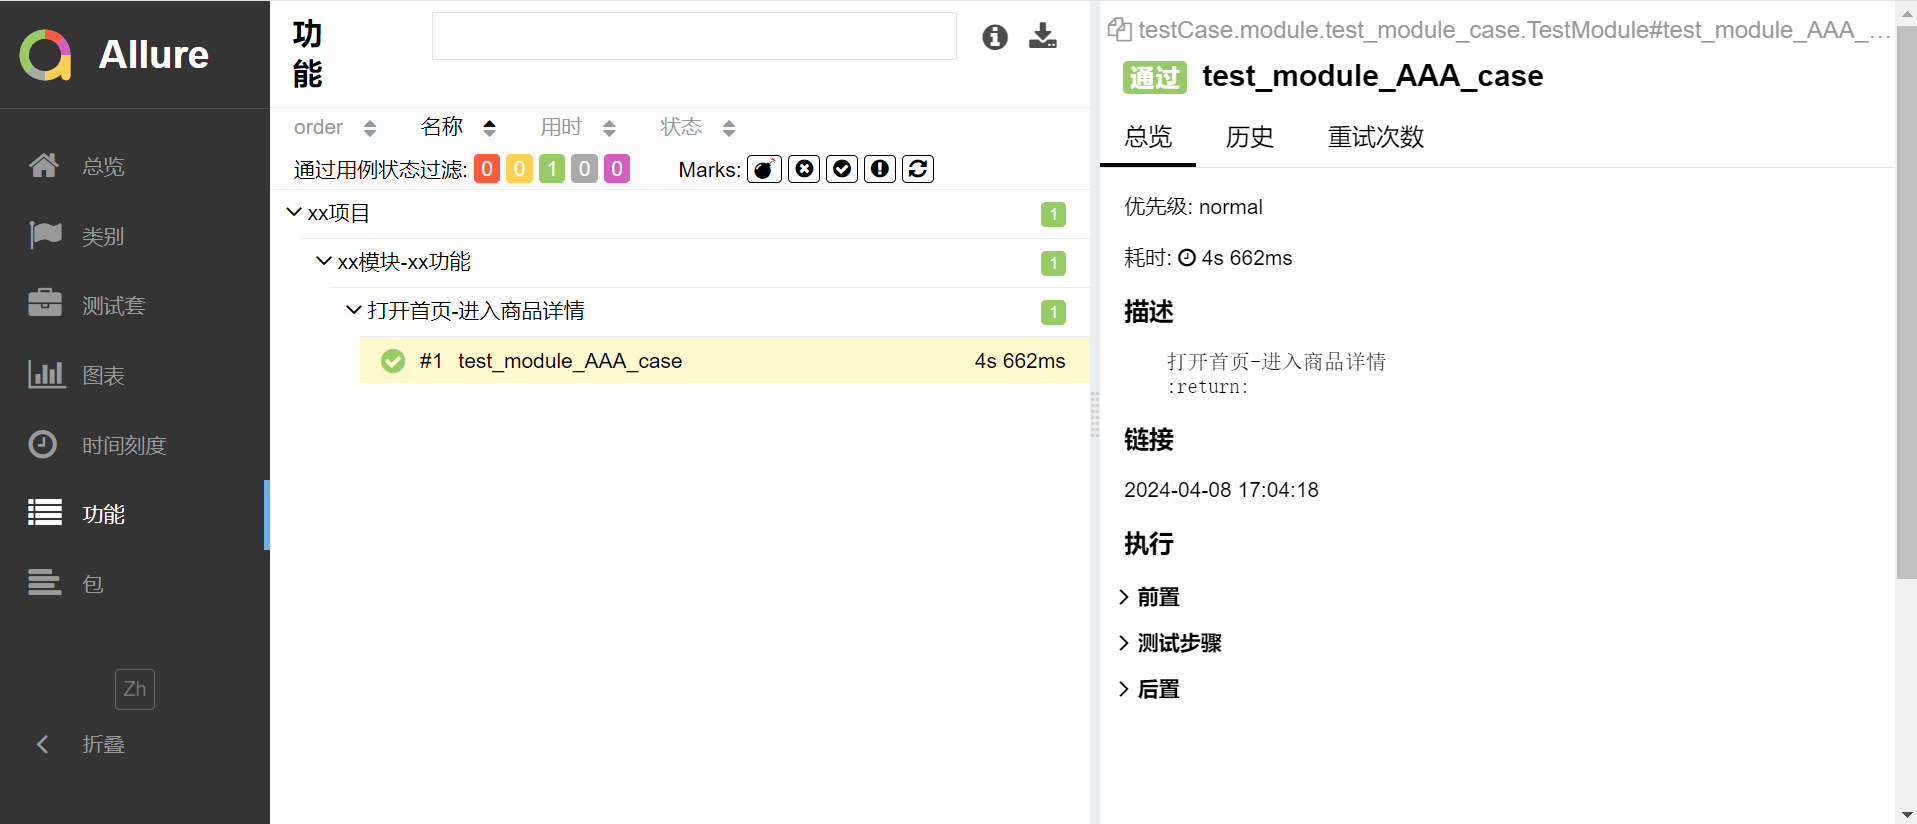 Allure
总览
类别
测试套
图表
时间刻度
功能
包
Zh
折叠
功
能
order 名称 用时 状态
通过用例状态过滤: 0 0 1 0 0 Marks:
xx项目 1
xx模块-xx功能 1
打开首页-进入商品详情 1
#1 test_module_AAA_case 4s 662ms
testCase.module.test_module_case.TestModule#test_module_AAA_...
通过 test_module_AAA_case
总览 历史 重试次数
优先级: normal
耗时: 4s 662ms
描述
打开首页-进入商品详情
:return:
链接
2024-04-08 17:04:18
执行
前置
测试步骤
后置